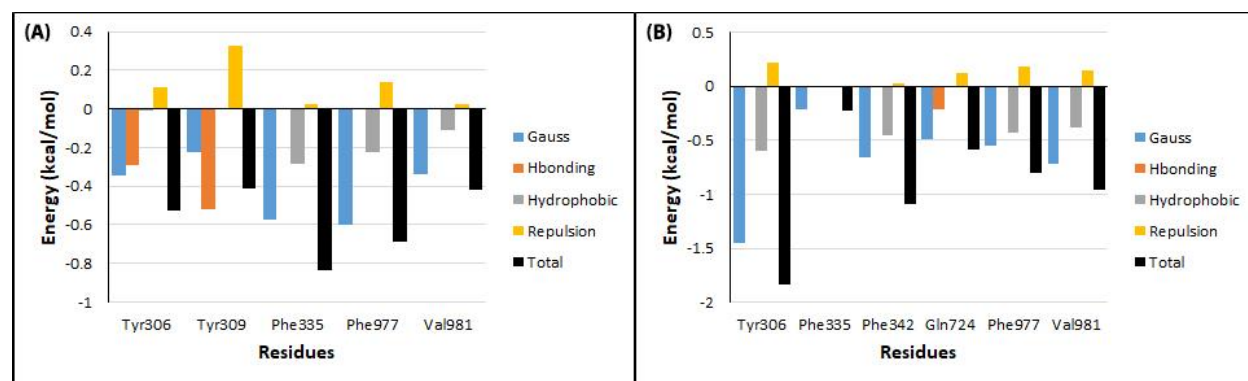 (A)
0.4
0.2
0
-0.2
-0.4
-0.6
-0.8
-1
Energy (kcal/mol)
Tyr306 Tyr309 Phe335 Phe977 Val981
Residues
Gauss
Hbonding
Hydrophobic
Repulsion
Total
(B)
0.5
0
-0.5
-1
-1.5
-2
Energy (kcal/mol)
Tyr306 Phe335 Phe342 Gln724 Phe977 Val981
Residues
Gauss
Hbonding
Hydrophobic
Repulsion
Total